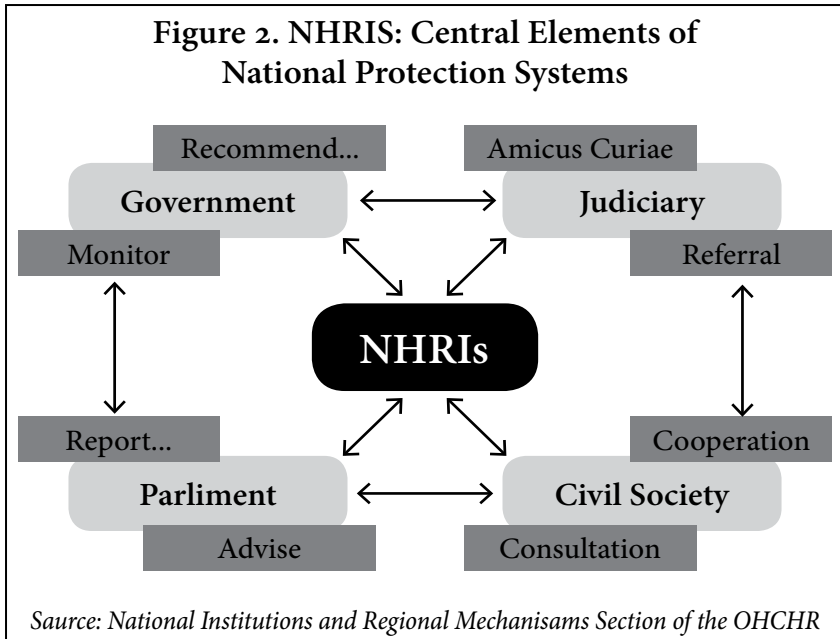 Figure 2. NHRIS: Central Elements of
National Protection Systems
Recommend...
Amicus Curiae
Government
Judiciary
Monitor
Referral
NHRIs
Report...
Cooperation
Parliment
Civil Society
Advise
Consultation
Saurce: National Institutions and Regional Mechanisams Section of the OHCHR